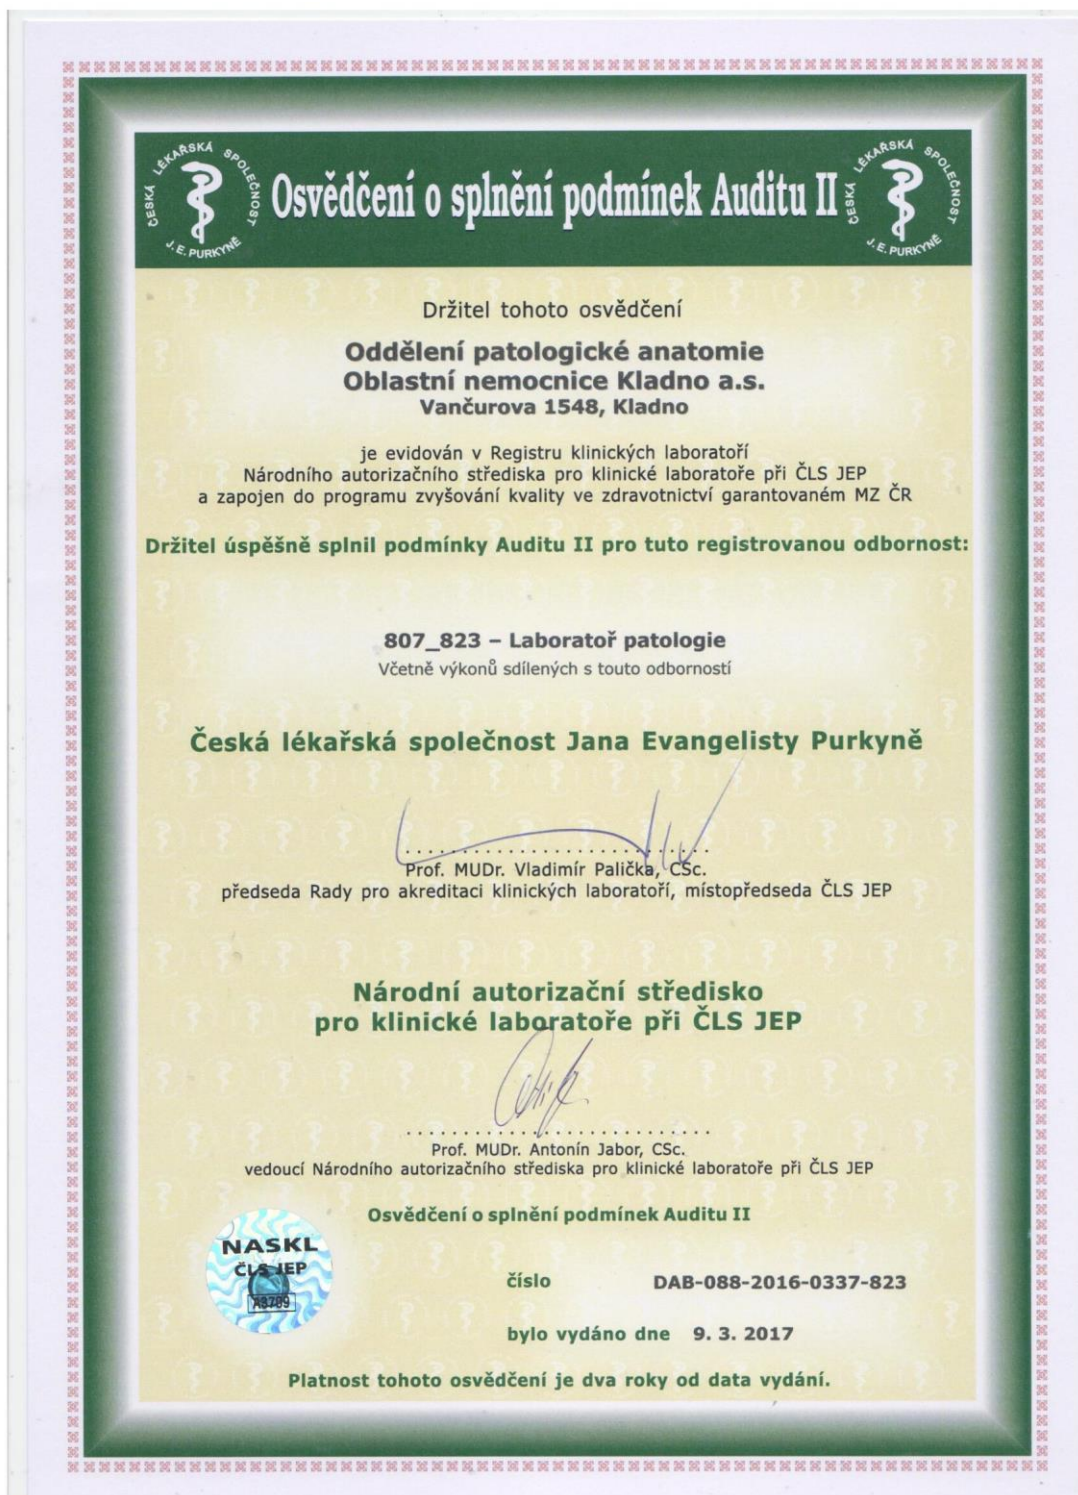 ČESKÁ LÉKAŘSKÁ SPOLEČNOST
J. E. PURKYNĚ
Osvědčení o splnění podmínek Auditu II
ČESKÁ LÉKAŘSKÁ SPOLEČNOST
J. E. PURKYNĚ
Držitel tohoto osvědčení
Oddělení patologické anatomie
Oblastní nemocnice Kladno a.s.
Vančurova 1548, Kladno
je evidován v Registru klinických laboratoří
Národního autorizačního střediska pro klinické laboratoře při ČLS JEP
a zapojen do programu zvyšování kvality ve zdravotnictví garantovaném MZ ČR
Držitel úspěšně splnil podmínky Auditu II pro tuto registrovanou odbornost:
807_823 – Laboratoř patologie
Včetně výkonů sdílených s touto odborností
Česká lékařská společnost Jana Evangelisty Purkyně
Prof. MUDr. Vladimír Palička, CSc.
předseda Rady pro akreditaci klinických laboratoří, místopředseda ČLS JEP
Národní autorizační středisko
pro klinické laboratoře při ČLS JEP
Prof. MUDr. Antonín Jabor, CSc.
vedoucí Národního autorizačního střediska pro klinické laboratoře při ČLS JEP
Osvědčení o splnění podmínek Auditu II
NASKL
ČLS JEP
A3789
číslo DAB-088-2016-0337-823
bylo vydáno dne 9. 3. 2017
Platnost tohoto osvědčení je dva roky od data vydání.